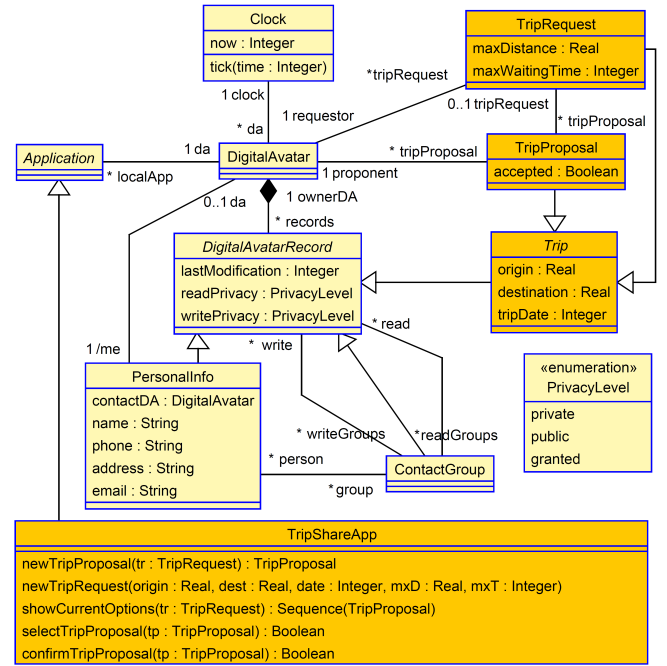 Clock
now : Integer
tick(time : Integer)
1 clock
* da
TripRequest
maxDistance : Real
maxWaitingTime : Integer
*tripRequest
1 requestor
0..1 tripRequest
* tripProposal
Application
1 da
* localApp
DigitalAvatar
* tripProposal
1 proponent
TripProposal
accepted : Boolean
0..1 da
1 ownerDA
* records
DigitalAvatarRecord
lastModification : Integer
readPrivacy : PrivacyLevel
writePrivacy : PrivacyLevel
Trip
origin : Real
destination : Real
tripDate : Integer
* write
* read
1 /me
PersonalInfo
contactDA : DigitalAvatar
name : String
phone : String
address : String
email : String
* writeGroups
*readGroups
* person
*group
ContactGroup
«enumeration»
PrivacyLevel
private
public
granted
TripShareApp
newTripProposal(tr : TripRequest) : TripProposal
newTripRequest(origin : Real, dest : Real, date : Integer, mxD : Real, mxT : Integer)
showCurrentOptions(tr : TripRequest) : Sequence(TripProposal)
selectTripProposal(tp : TripProposal) : Boolean
confirmTripProposal(tp : TripProposal) : Boolean